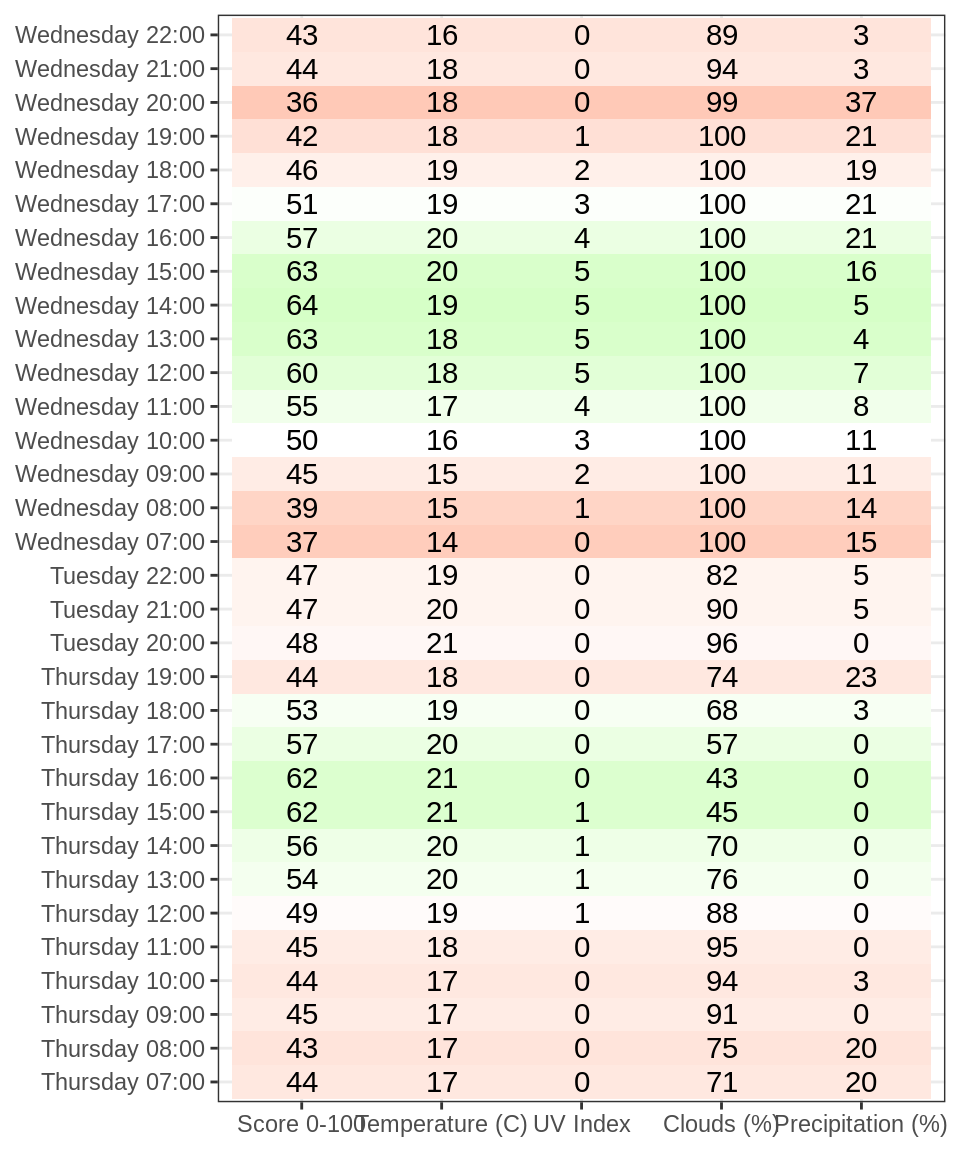 Wednesday 22:00 43 16 0 89 3
Wednesday 21:00 44 18 0 94 3
Wednesday 20:00 36 18 0 99 37
Wednesday 19:00 42 18 1 100 21
Wednesday 18:00 46 19 2 100 19
Wednesday 17:00 51 19 3 100 21
Wednesday 16:00 57 20 4 100 21
Wednesday 15:00 63 20 5 100 16
Wednesday 14:00 64 19 5 100 5
Wednesday 13:00 63 18 5 100 4
Wednesday 12:00 60 18 5 100 7
Wednesday 11:00 55 17 4 100 8
Wednesday 10:00 50 16 3 100 11
Wednesday 09:00 45 15 2 100 11
Wednesday 08:00 39 15 1 100 14
Wednesday 07:00 37 14 0 100 15
Tuesday 22:00 47 19 0 82 5
Tuesday 21:00 47 20 0 90 5
Tuesday 20:00 48 21 0 96 0
Thursday 19:00 44 18 0 74 23
Thursday 18:00 53 19 0 68 3
Thursday 17:00 57 20 0 57 0
Thursday 16:00 62 21 0 43 0
Thursday 15:00 62 21 1 45 0
Thursday 14:00 56 20 1 70 0
Thursday 13:00 54 20 1 76 0
Thursday 12:00 49 19 1 88 0
Thursday 11:00 45 18 0 95 0
Thursday 10:00 44 17 0 94 3
Thursday 09:00 45 17 0 91 0
Thursday 08:00 43 17 0 75 20
Thursday 07:00 44 17 0 71 20
Score 0-100 Temperature (C) UV Index Clouds (%) Precipitation (%)